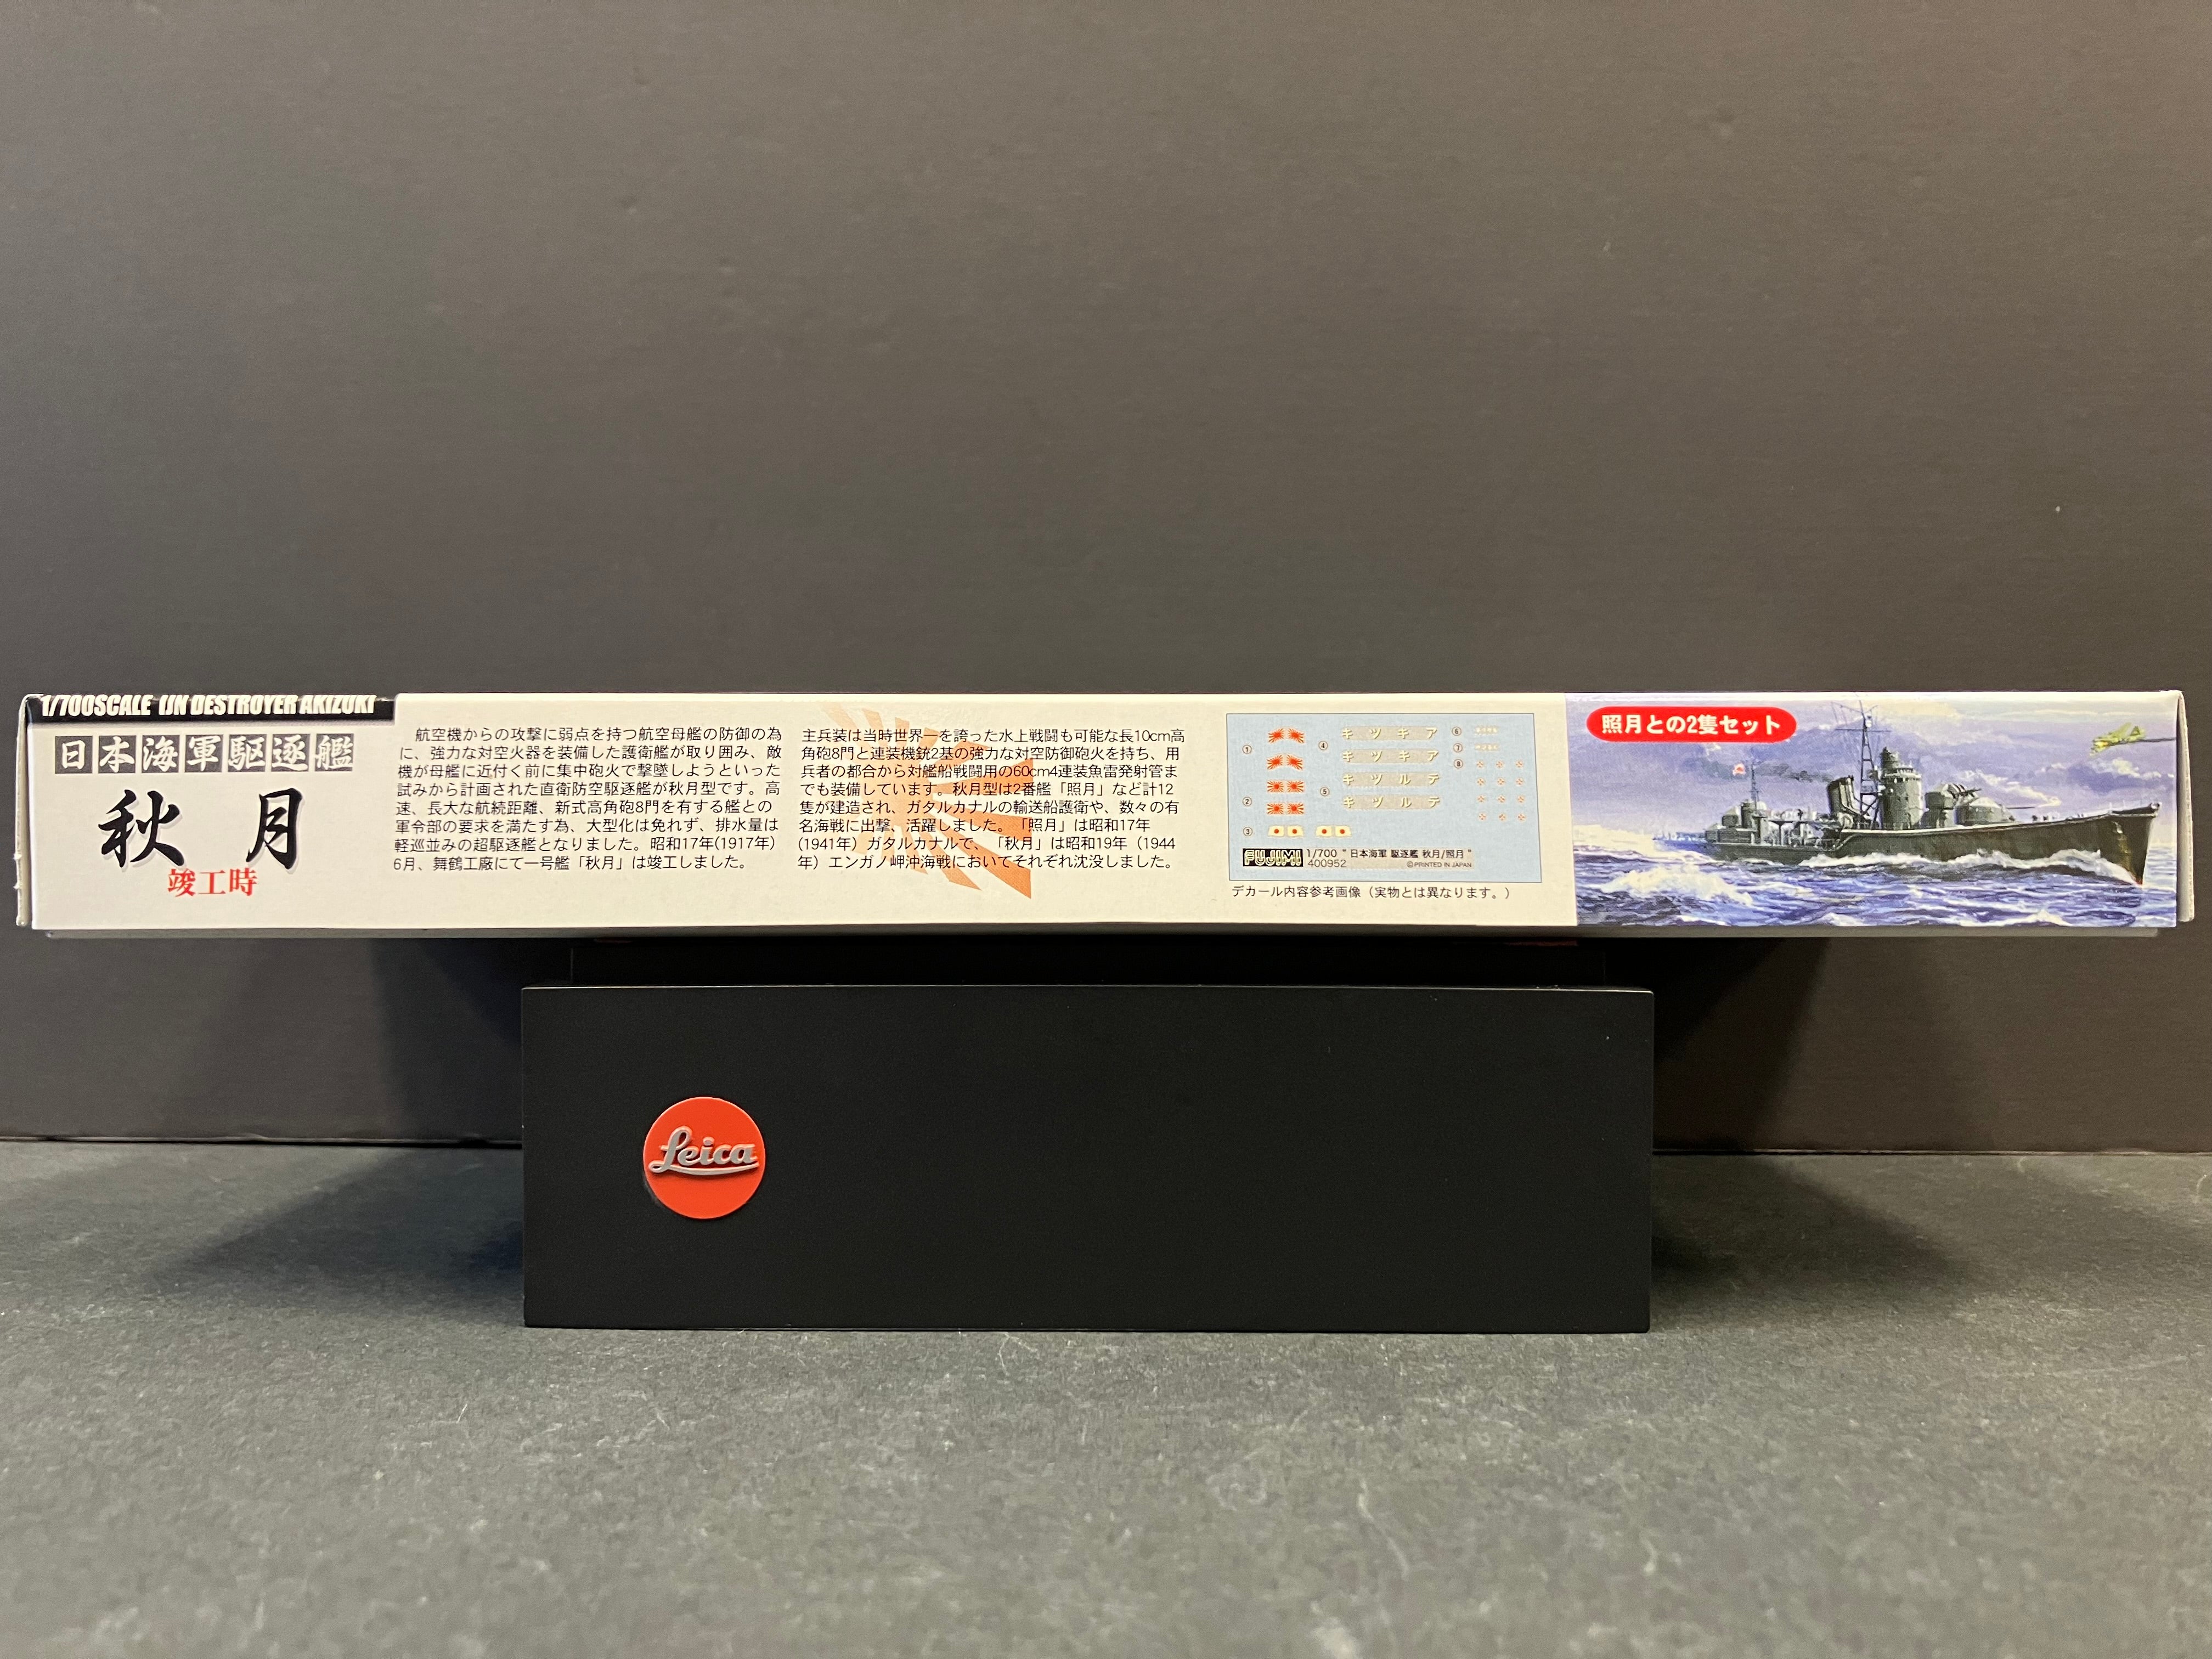 1/700SCALE IJN DESTROYER AKIZUKI
日本海軍駆逐艦
秋月
竣工時
航空機からの攻撃に弱点を持つ航空母艦の防御の為
に、強力な対空火器を装備した護衛艦が取り囲み、敵
機が母艦に近付く前に集中砲火で撃墜しようといった
試みから計画された直衛防空駆逐艦が秋月型です。高
速、長大な航続距離、新式高角砲8門を有する艦との
軍令部の要求を満たす為、大型化は免れず、排水量は
軽巡並みの超駆逐艦となりました。昭和17年(1917年)
6月、舞鶴工廠にて一号艦「秋月」は竣工しました。
主兵装は当時世界一を誇った水上戦闘も可能な長10cm高
角砲8門と連装機銃2基の強力な対空防御砲火を持ち、用
兵者の都合から対艦船戦闘用の60cm4連装魚雷発射管ま
でも装備しています。秋月型は2番艦「照月」など計12
隻が建造され、ガタルカナルの輸送船護衛や、数々の有
名海戦に出撃、活躍しました。「照月」は昭和17年
(1941年) ガタルカナルで、「秋月」は昭和19年 (1944
年) エンガノ岬沖海戦においてそれぞれ沈没しました。
①
②
③
④
⑤
キヅキア
キヅキア
キヅルテ
キヅルテ
⑥
⑦
⑧
FUJIMI 1/700 " 日本海軍 駆逐艦 秋月/照月 "
400952 ©PRINTED IN JAPAN
デカール内容参考画像（実物とは異なります。）
照月との2隻セット
Leica